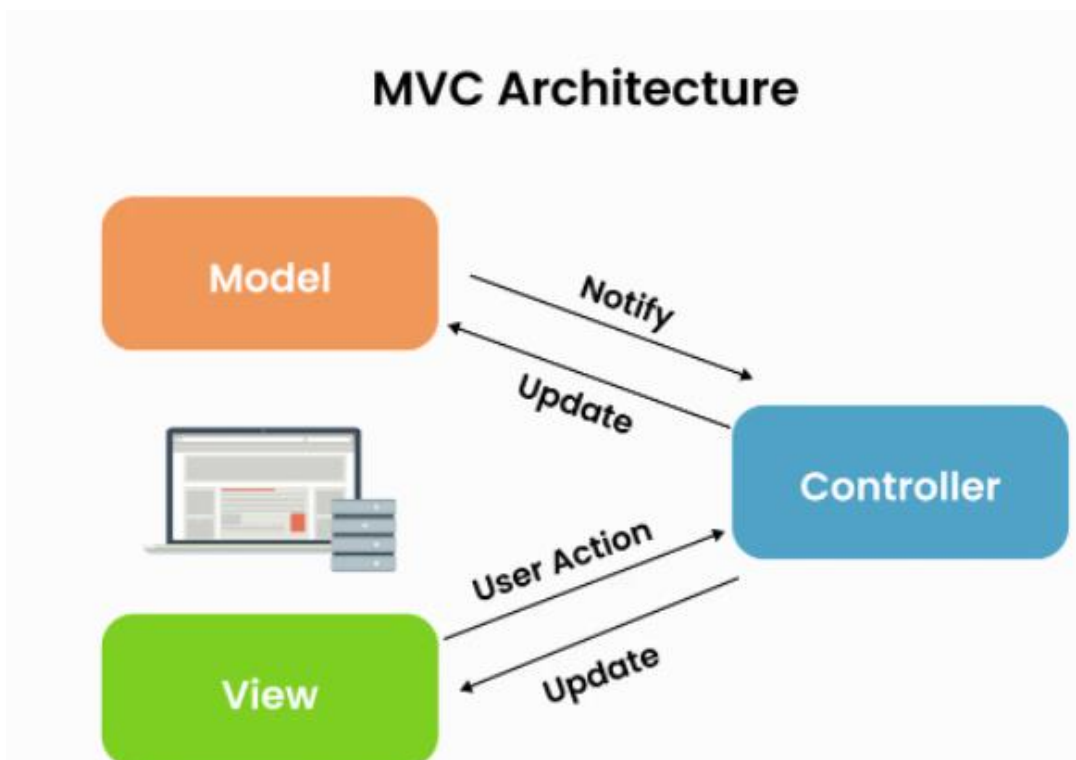 MVC Architecture
Model
Notify
Update
Controller
User Action
Update
View